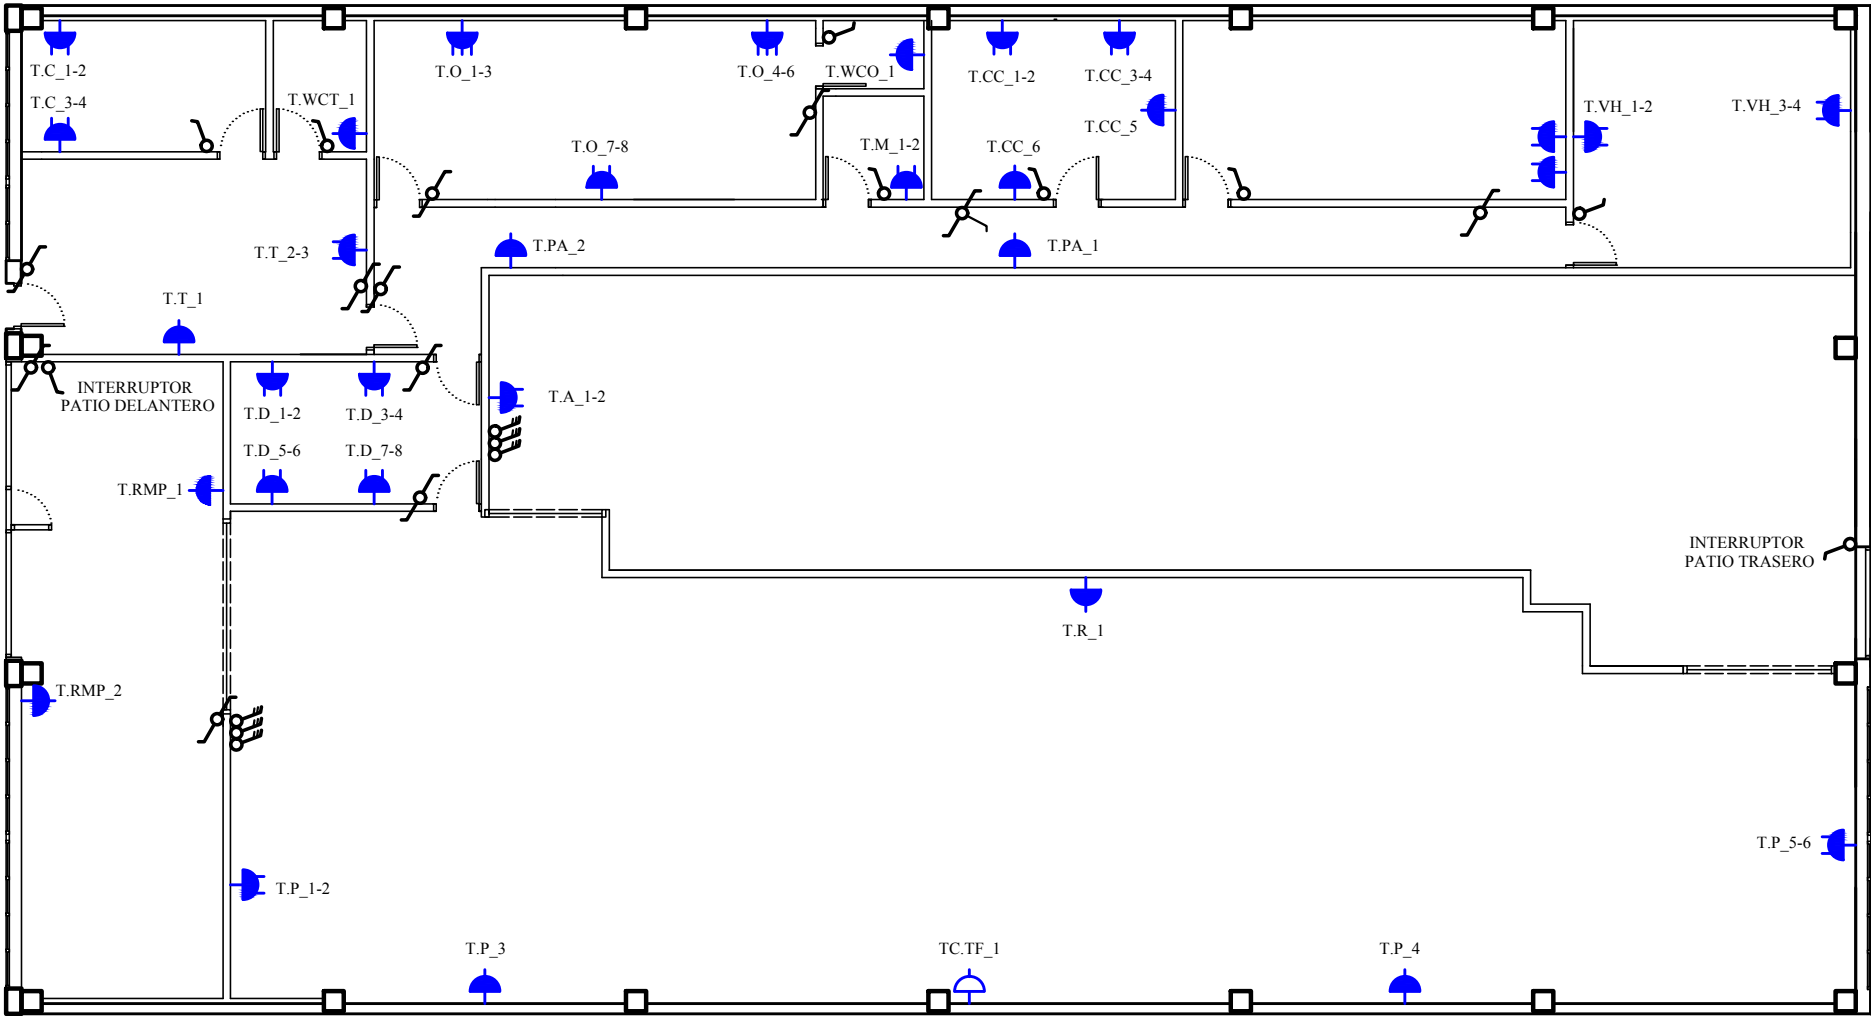 T.C_1-2
T.O_1-3
T.O_4-6
T.WCO_1
T.CC_1-2
T.CC_3-4
T.C_3-4
T.WCT_1
T.VH_1-2
T.VH_3-4
T.CC_5
T.O_7-8
T.M_1-2
T.CC_6
T.T_2-3
T.PA_2
T.PA_1
T.T_1
INTERRUPTOR
PATIO DELANTERO
T.A_1-2
T.D_1-2
T.D_3-4
T.D_5-6
T.D_7-8
T.RMP_1
INTERRUPTOR
PATIO TRASERO
T.R_1
T.RMP_2
T.P_5-6
T.P_1-2
T.P_3
TC.TF_1
T.P_4